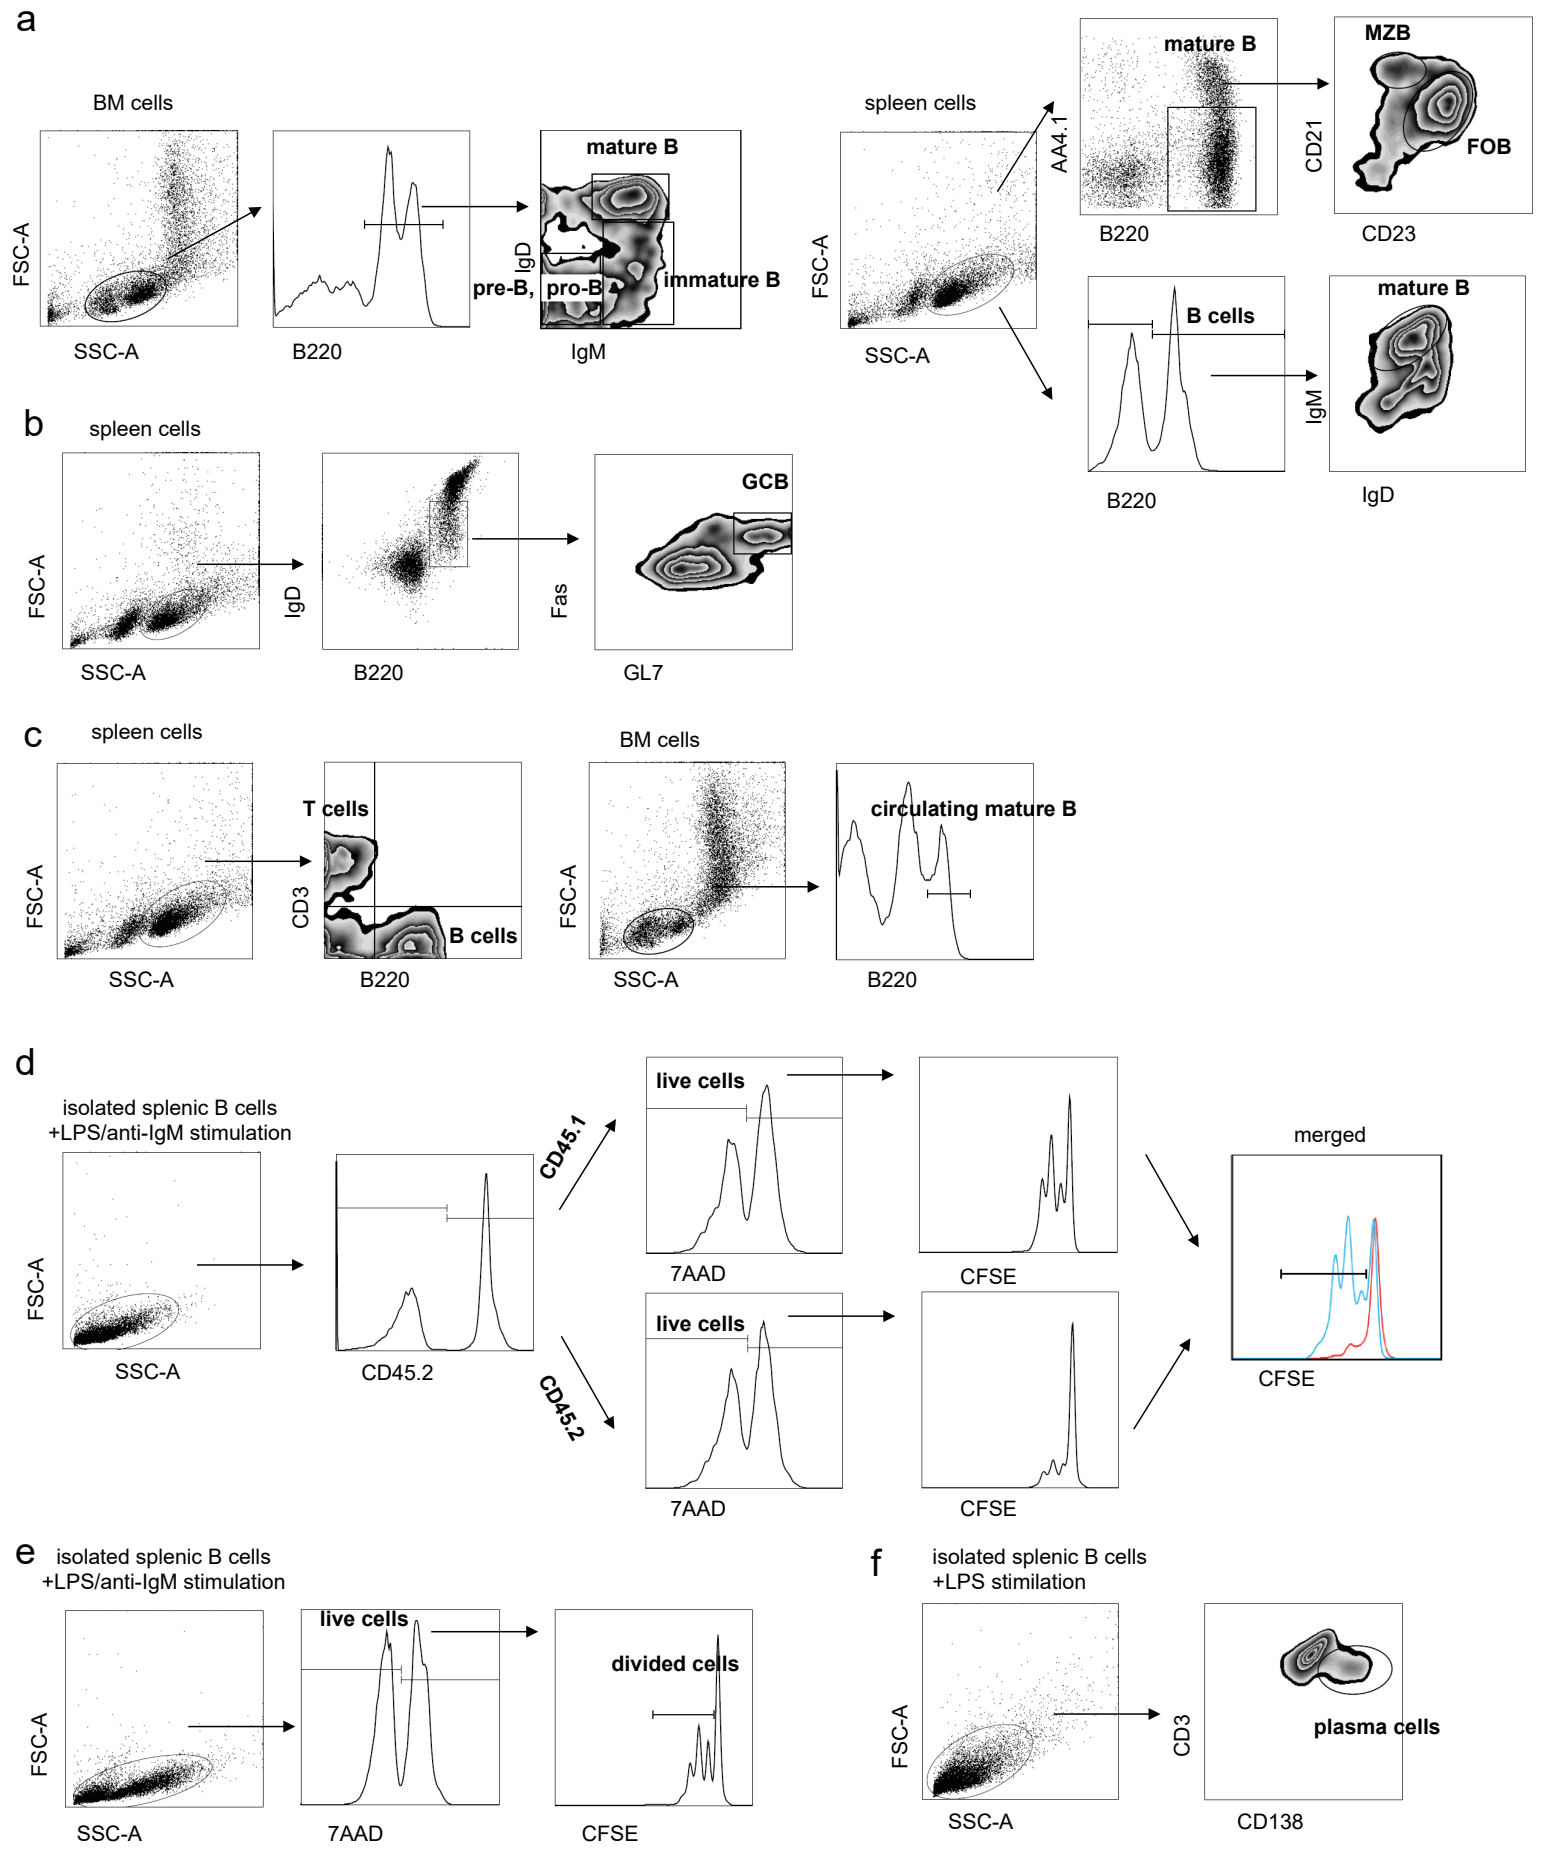 a
BM cells
FSC-A
SSC-A
B220
mature B
IgD
pre-B, pro-B
immature B
IgM
spleen cells
FSC-A
SSC-A
mature B
AA4.1
B220
MZB
CD21
FOB
CD23
B cells
B220
mature B
IgM
IgD
b
spleen cells
FSC-A
SSC-A
IgD
B220
GCB
Fas
GL7
c
spleen cells
FSC-A
SSC-A
T cells
CD3
B cells
B220
BM cells
FSC-A
SSC-A
circulating mature B
B220
d
isolated splenic B cells
+LPS/anti-IgM stimulation
FSC-A
SSC-A
CD45.2
CD45.1
live cells
7AAD
CFSE
CD45.2
live cells
7AAD
CFSE
merged
CFSE
e
isolated splenic B cells
+LPS/anti-IgM stimulation
FSC-A
SSC-A
live cells
7AAD
divided cells
CFSE
f
isolated splenic B cells
+LPS stimilation
FSC-A
SSC-A
CD3
plasma cells
CD138